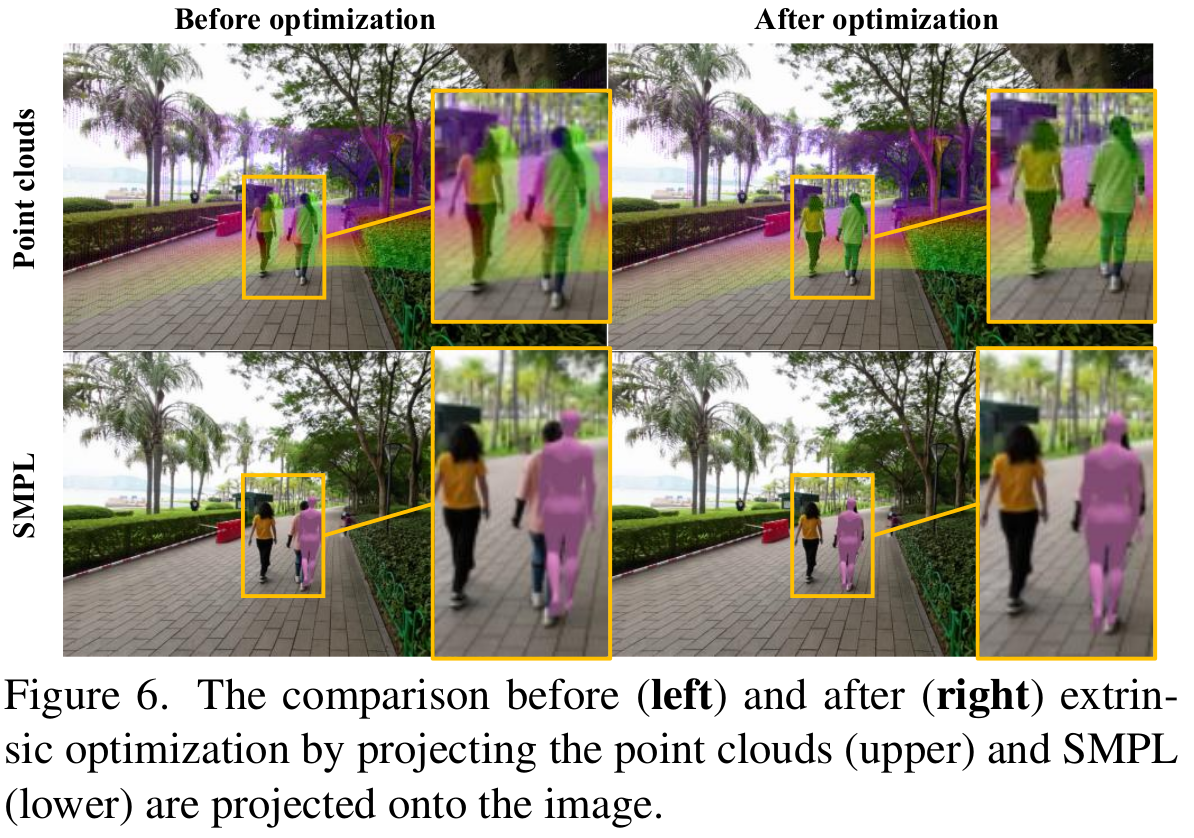 Before optimization
After optimization
Point clouds
SMPL
Figure 6. The comparison before (left) and after (right) extrin-
sic optimization by projecting the point clouds (upper) and SMPL
(lower) are projected onto the image.